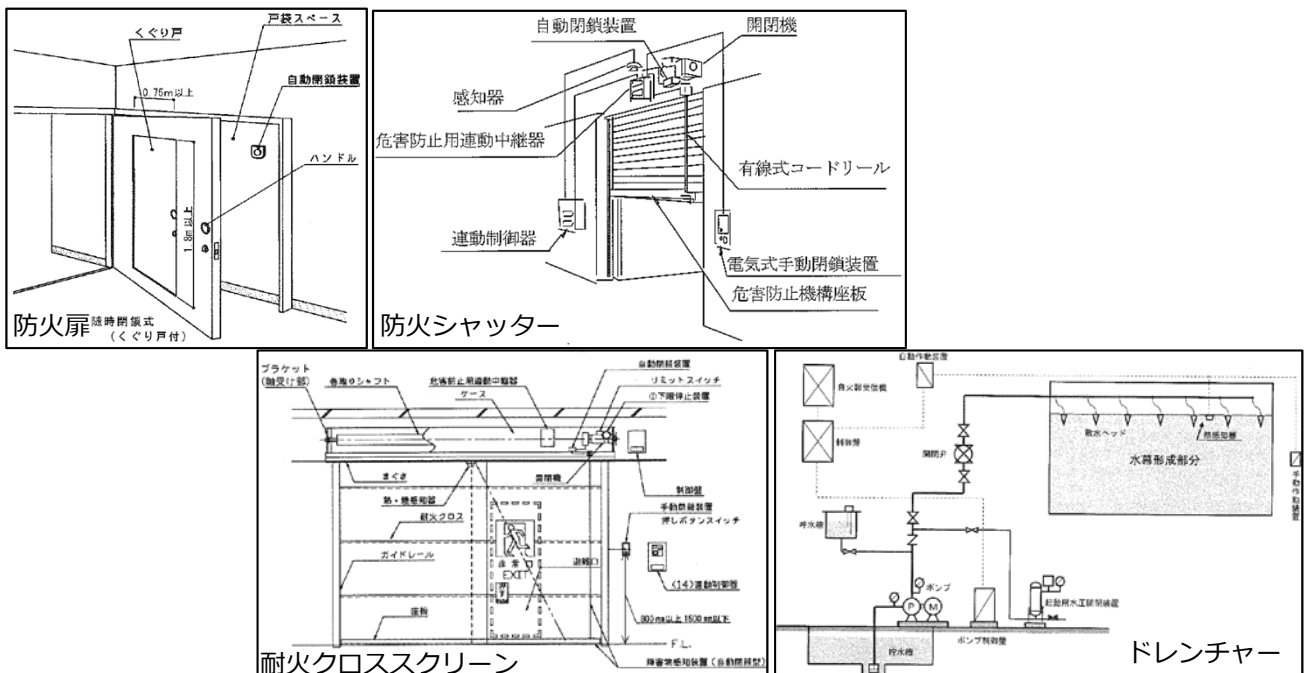 くぐり戸
戸袋スペース
0.75m以上
自動閉鎖装置
ハンドル
1.8m以上
防火扉
随時閉鎖式
(くぐり戸付)
自動閉鎖装置
開閉機
感知器
危害防止用連動中継器
有線式コードリール
連動制御器
電気式手動閉鎖装置
危害防止機構座板
防火シャッター
ブラケット
(軸受け部)
巻取りシャフト
危害防止用連動中継器
ケース
自動閉鎖装置
リミットスイッチ
①下限停止装置
まぐさ
開閉機
制御盤
熱・煙感知器
手動閉鎖装置
押しボタンスイッチ
耐火クロス
ガイドレール
非常口
EXIT
避難口
押す
(14)連動制御器
座板
800mm以上1500mm以下
F.L.
障害物感知装置(自動閉鎖型)
耐火クロススクリーン
自動作動装置
自火報受信機
制御盤
散水ヘッド
熱感知器
開閉弁
水幕形成部分
手動作動装置
呼水槽
ポンプ
P
M
起動用水圧開閉装置
ポンプ制御盤
貯水槽
ドレンチャー